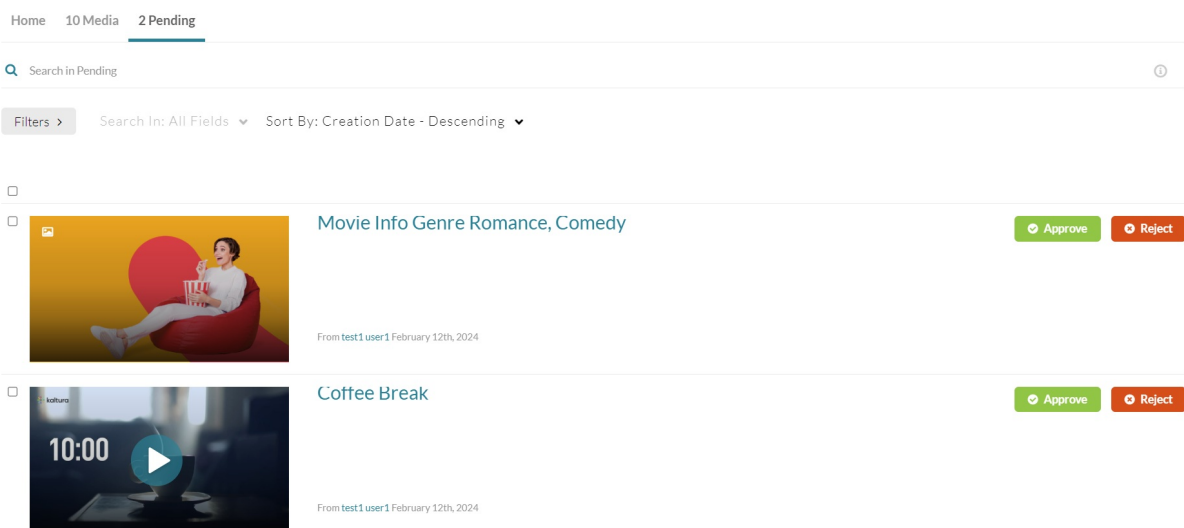 Home 10 Media 2 Pending
Search in Pending
Filters > Search In: All Fields Sort By: Creation Date - Descending
Movie Info Genre Romance, Comedy
Approve Reject
From test1 user1 February 12th, 2024
kaltura
Coffee Break
Approve Reject
10:00
From test1 user1 February 12th, 2024